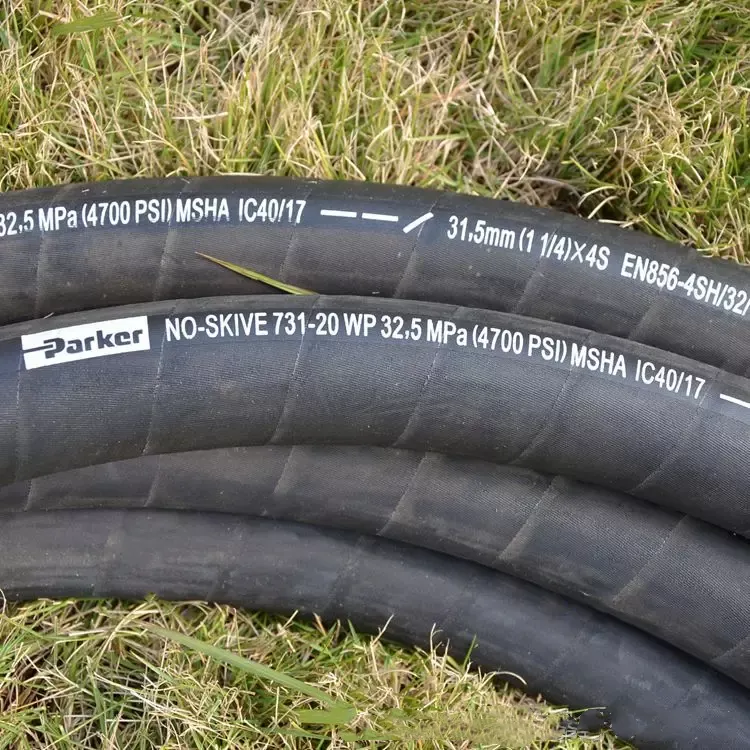 32,5 MPa (4700 PSI) MSHA IC40/17 31,5mm (1 1/4)×4S EN856-4SH/32
Parker NO-SKIVE 731-20 WP 32,5 MPa (4700 PSI) MSHA IC40/17